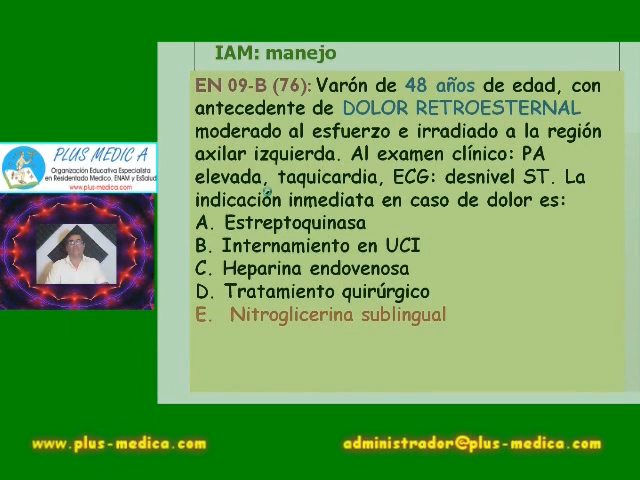 IAM: manejo
EN 09-B (76): Varón de 48 años de edad, con
antecedente de DOLOR RETROESTERNAL
moderado al esfuerzo e irradiado a la región
axilar izquierda. Al examen clínico: PA
elevada, taquicardia, ECG: desnivel ST. La
indicación inmediata en caso de dolor es:
A. Estreptoquinasa
B. Internamiento en UCI
C. Heparina endovenosa
D. Tratamiento quirúrgico
E. Nitroglicerina sublingual
PLUS MEDIC A
Organización Educativa Especialista
en Residentado Medico, ENAM y EsSalud
www.plus-medica.com
www.plus-medica.com
administrador@plus-medica.com